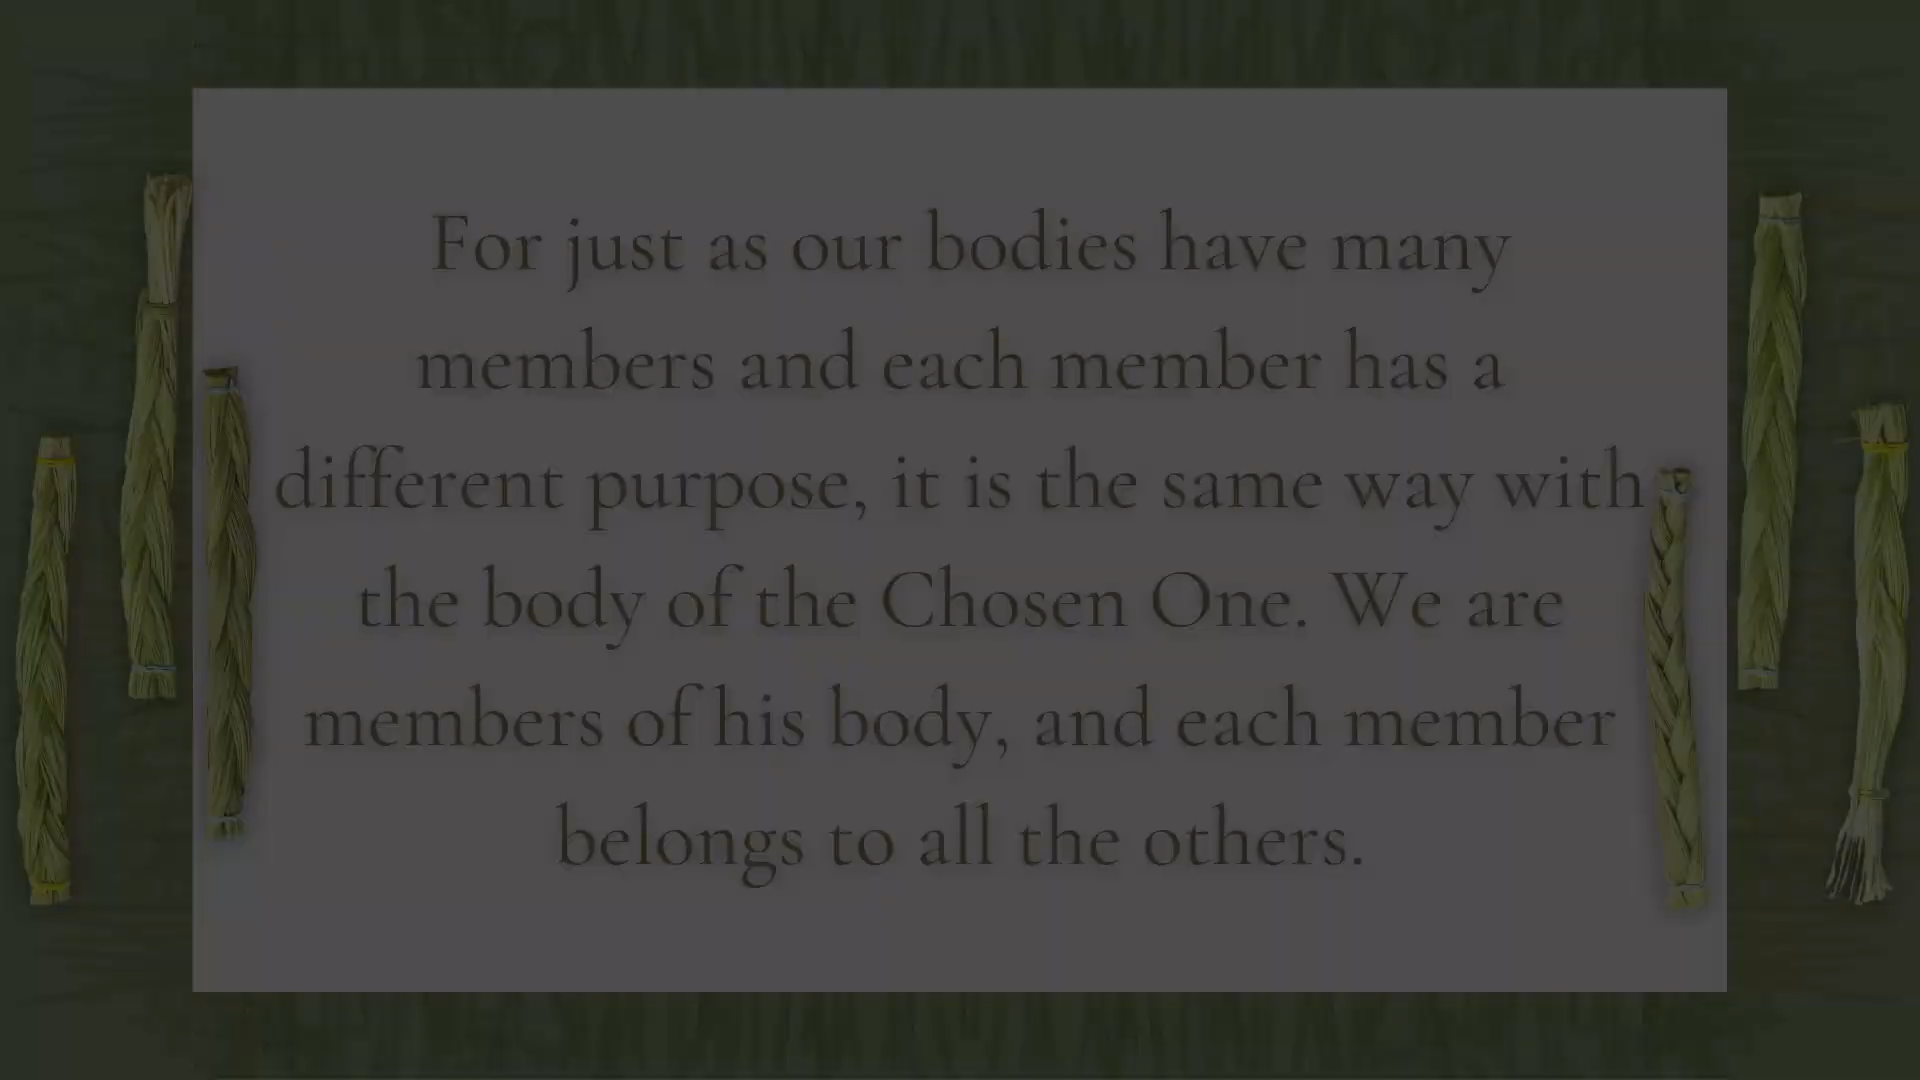 For just as our bodies have many
members and each member has a
different purpose, it is the same way with
the body of the Chosen One. We are
members of his body, and each member
belongs to all the others.